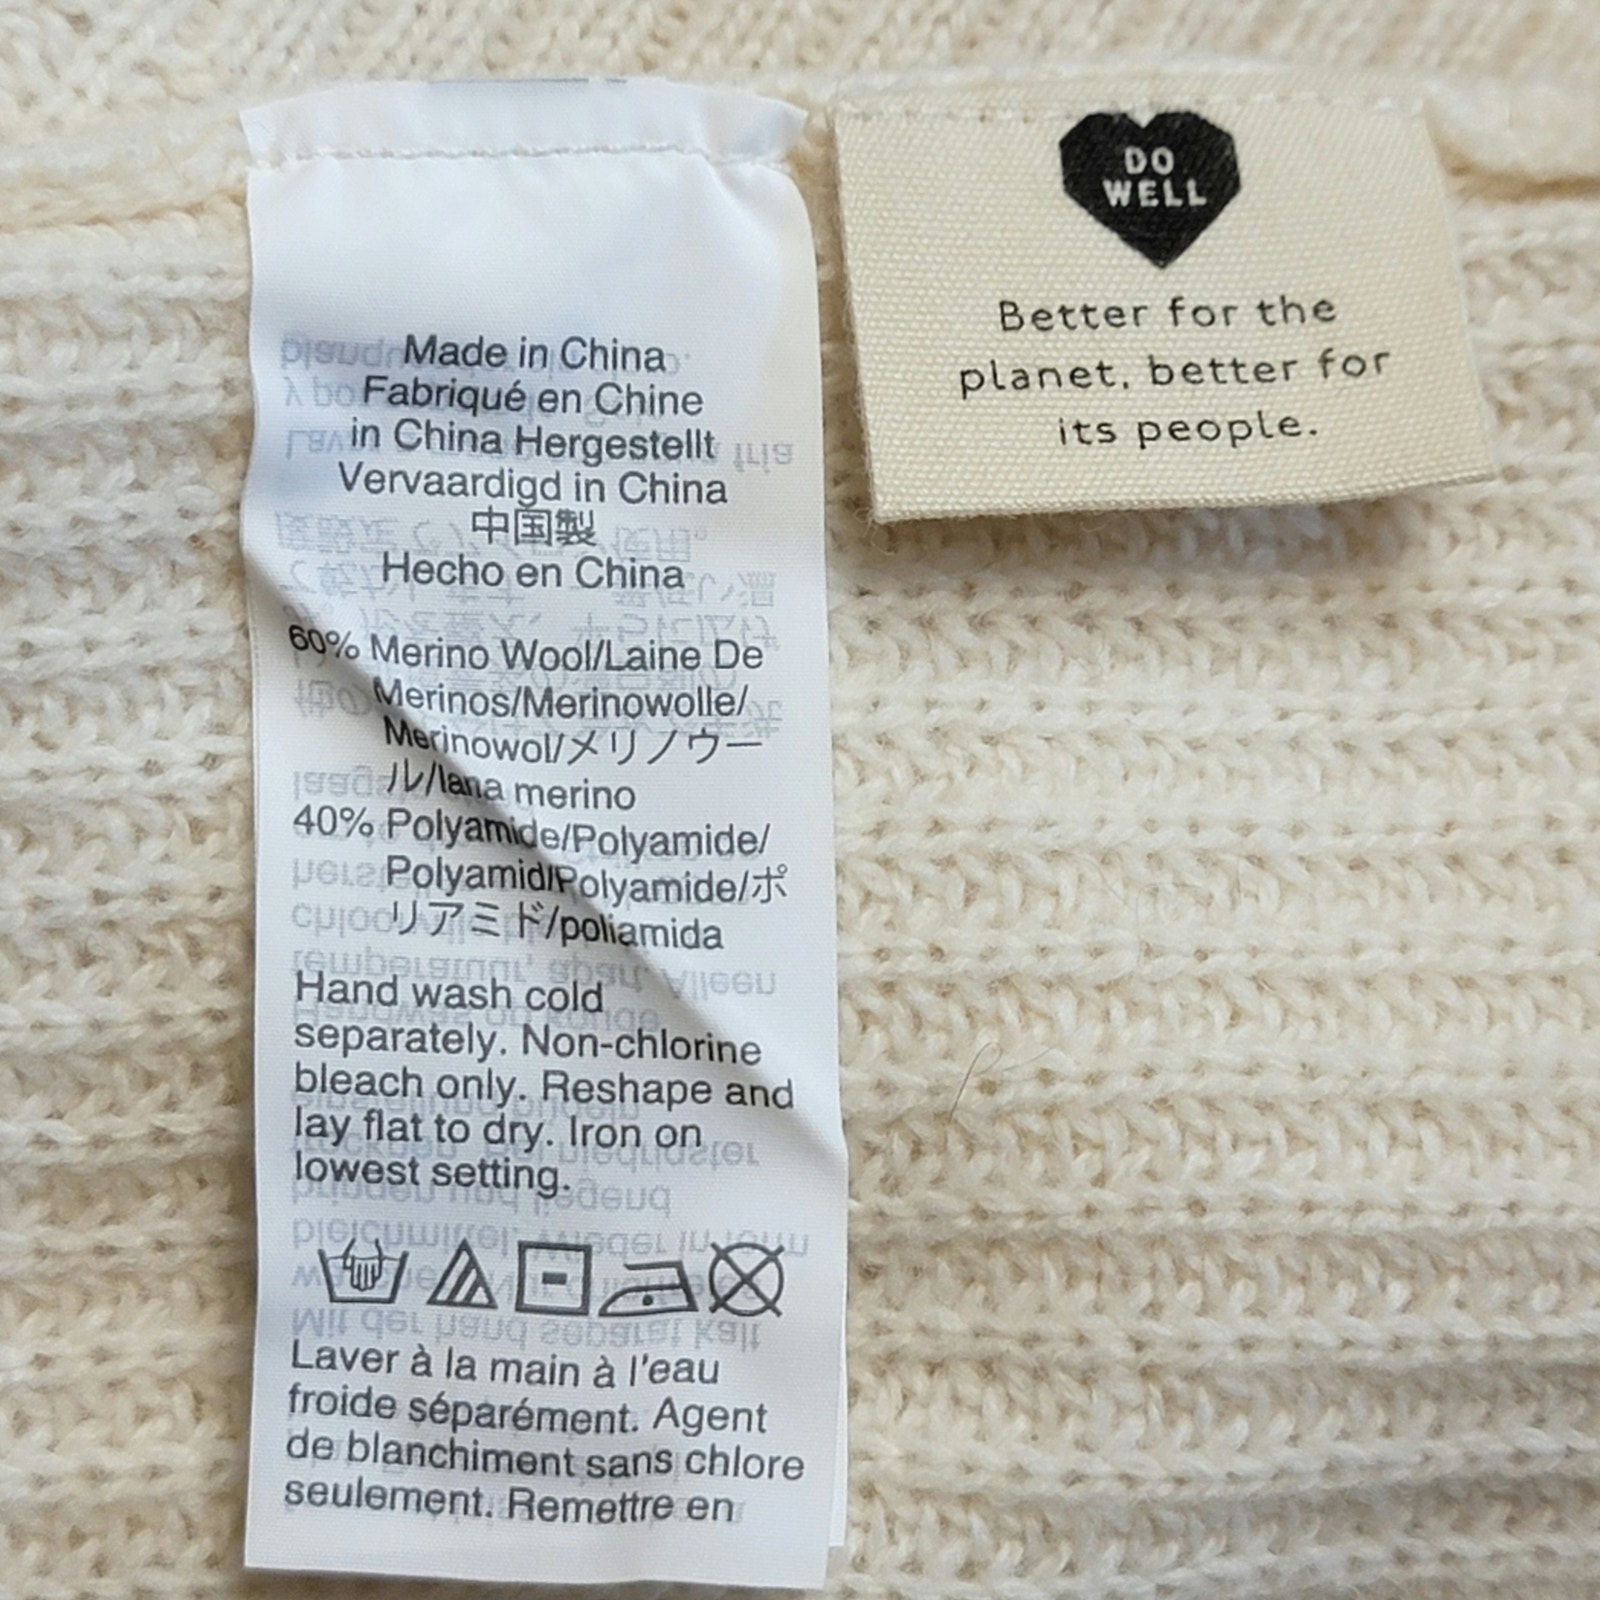 Made in China
Fabriqué en Chine
in China Hergestellt
Vervaardigd in China
中国製
Hecho en China
60% Merino Wool/Laine De
Merinos/Merinowolle/
Merinowol/メリノウー
ル/lana merino
40% Polyamide/Polyamide/
Polyamid/Polyamide/ポ
リアミド/poliamida
Hand wash cold
separately. Non-chlorine
bleach only. Reshape and
lay flat to dry. Iron on
lowest setting.
Laver à la main à l'eau
froide séparément. Agent
de blanchiment sans chlore
seulement. Remettre en
DO
WELL
Better for the
planet. better for
its people.